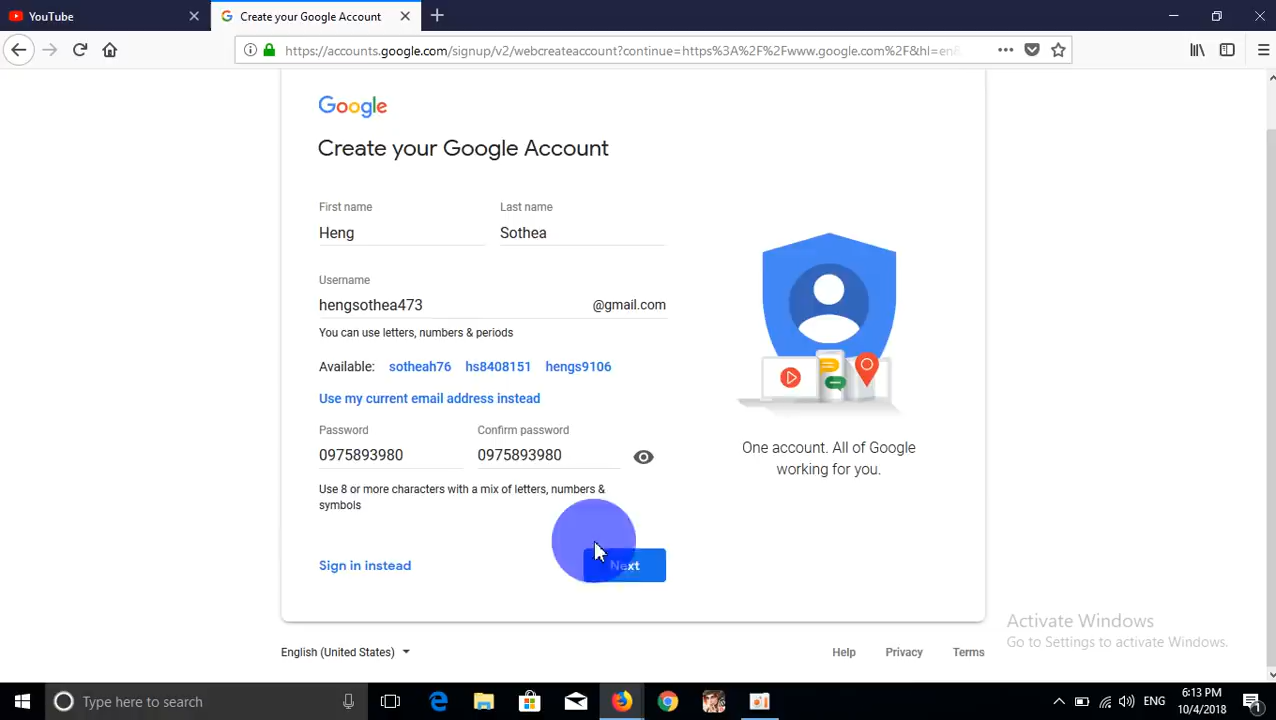 YouTube
Create your Google Account
https://accounts.google.com/signup/v2/webcreateaccount?continue=https%3A%2F%2Fwww.google.com%2F&hl=en&
Google
Create your Google Account
First name
Last name
Heng
Sothea
Username
hengsothea473
@gmail.com
You can use letters, numbers & periods
Available: sotheah76 hs8408151 hengs9106
Use my current email address instead
Password
Confirm password
0975893980
0975893980
Use 8 or more characters with a mix of letters, numbers &
symbols
Sign in instead
Next
One account. All of Google
working for you.
Activate Windows
Go to Settings to activate Windows.
English (United States)
Help
Privacy
Terms
Type here to search
ENG
6:13 PM
10/4/2018
1